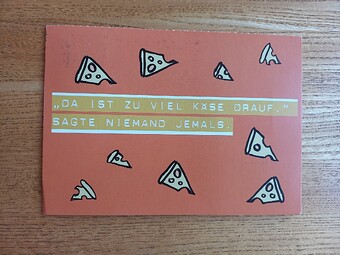 „DA IST ZU VIEL KÄSE DRAUF.“
SAGTE NIEMAND JEMALS.